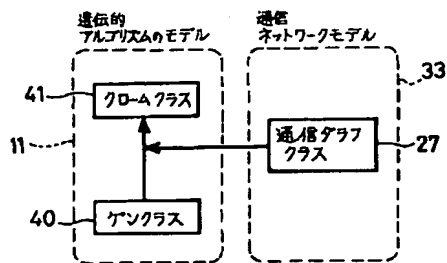 遺伝的
アルゴリズムのモデル
通信
ネットワークモデル
33
41
クロームクラス
11
通信グラフ
クラス
27
40
ゲンクラス